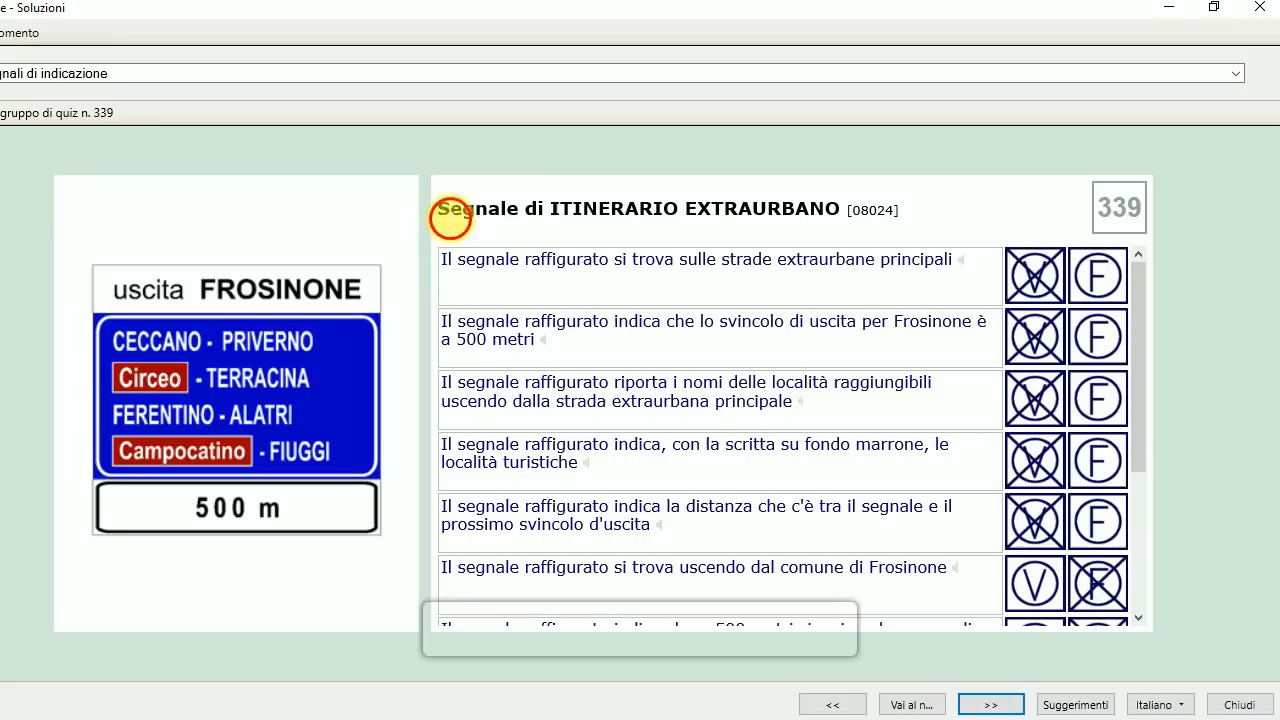 e - Soluzioni
omento
gnali di indicazione
gruppo di quiz n. 339
uscita FROSINONE
CECCANO - PRIVERNO
Circeo - TERRACINA
FERENTINO - ALATRI
Campocatino - FIUGGI
500 m
Segnale di ITINERARIO EXTRAURBANO [08024]
339
Il segnale raffigurato si trova sulle strade extraurbane principali
V F
Il segnale raffigurato indica che lo svincolo di uscita per Frosinone è
a 500 metri
V F
Il segnale raffigurato riporta i nomi delle località raggiungibili
uscendo dalla strada extraurbana principale
V F
Il segnale raffigurato indica, con la scritta su fondo marrone, le
località turistiche
V F
Il segnale raffigurato indica la distanza che c'è tra il segnale e il
prossimo svincolo d'uscita
V F
Il segnale raffigurato si trova uscendo dal comune di Frosinone
V F
<< Vai al n... >> Suggerimenti Italiano Chiudi